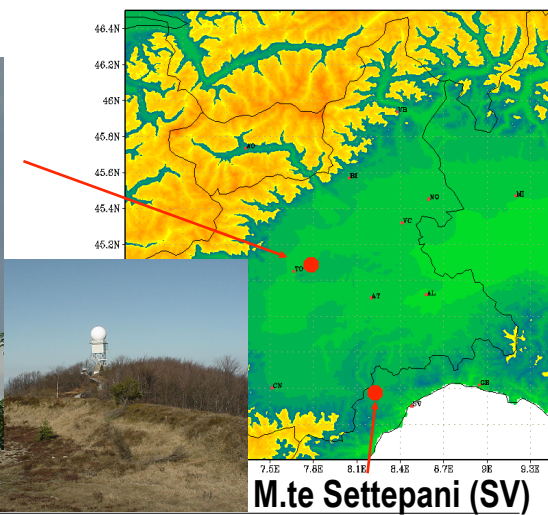 46.4N
46.2N
46N
45.8N
45.6N
45.4N
45.2N
VB
AO
BI
NO
MI
VC
TO
AT
AL
CN
GE
SV
7.5E 7.8E 8.1E 8.4E 8.7E 9E 9.3E
M.te Settepani (SV)